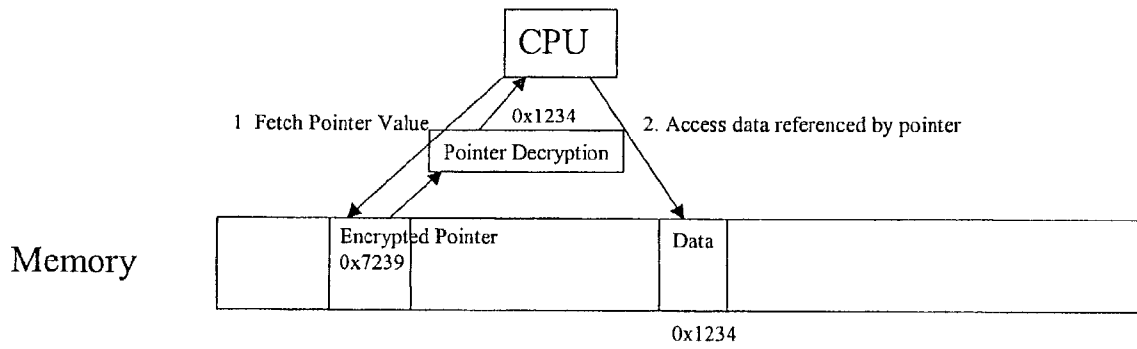 CPU
1 Fetch Pointer Value
0x1234
2. Access data referenced by pointer
Pointer Decryption
Memory
Encrypted Pointer
0x7239
Data
0x1234